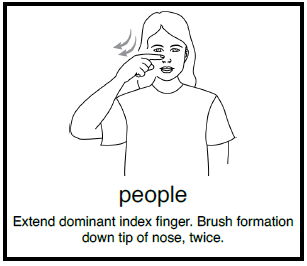 people
Extend dominant index finger. Brush formation
down tip of nose, twice.